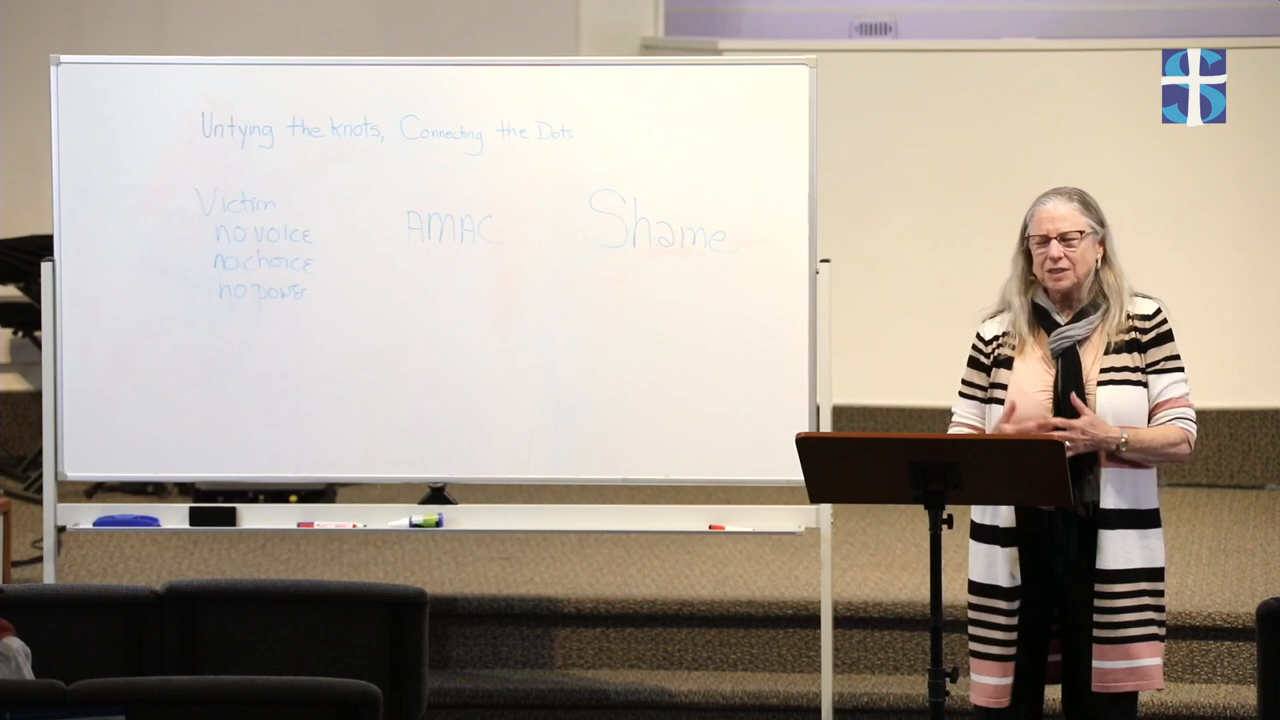 Untying the knots, Connecting the Dots
Victim
no voice
no choice
no power
AMAC
Shame